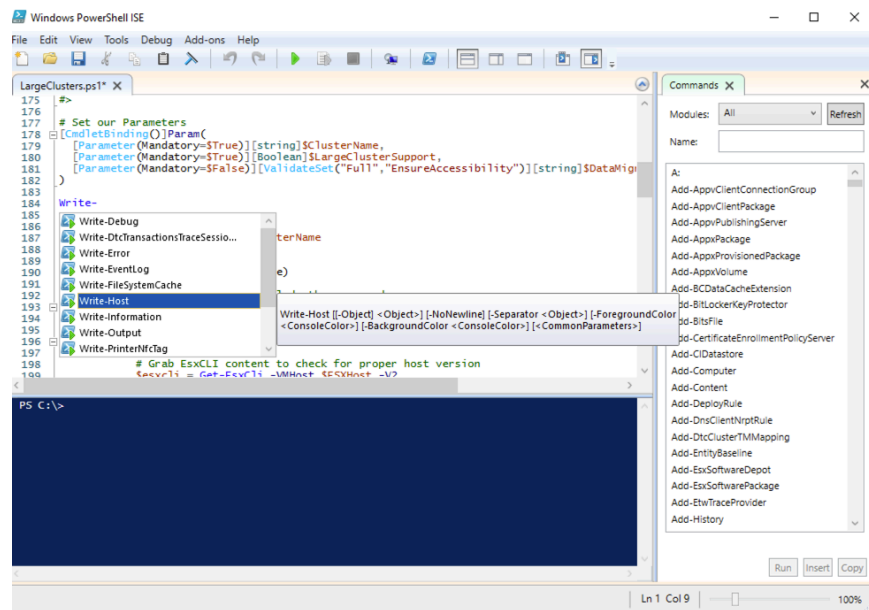 Windows PowerShell ISE
File Edit View Tools Debug Add-ons Help
LargeClusters.ps1* X
175 #>
176
177 # Set our Parameters
178 [CmdletBinding()]Param(
179 [Parameter(Mandatory=$True)][string]$ClusterName,
180 [Parameter(Mandatory=$True)][Boolean]$LargeClusterSupport,
181 [Parameter(Mandatory=$False)][ValidateSet("Full","EnsureAccessibility")][string]$DataMig
182 )
183
184 Write-
185
186
187 terName
188
189
190 e)
191
192
193
194
195
196
197
198 # Grab EsxCLI content to check for proper host version
199 $esxcli = Get-EsxCli -VMHost $ESXHost -V2
Write-Debug
Write-DtcTransactionsTraceSessio...
Write-Error
Write-EventLog
Write-FileSystemCache
Write-Host
Write-Information
Write-Output
Write-PrinterNfcTag
Write-Host [[-Object] <Object>] [-NoNewline] [-Separator <Object>] [-ForegroundColor
<ConsoleColor>] [-BackgroundColor <ConsoleColor>] [<CommonParameters>]
PS C:\>
Commands X
Modules: All Refresh
Name:
A:
Add-AppvClientConnectionGroup
Add-AppvClientPackage
Add-AppvPublishingServer
Add-AppxPackage
Add-AppxProvisionedPackage
Add-AppxVolume
Add-BCDataCacheExtension
dd-BitLockerKeyProtector
dd-BitsFile
dd-CertificateEnrollmentPolicyServer
Add-CIDatastore
Add-Computer
Add-Content
Add-DeployRule
Add-DnsClientNrptRule
Add-DtcClusterTMMapping
Add-EntityBaseline
Add-EsxSoftwareDepot
Add-EsxSoftwarePackage
Add-EtwTraceProvider
Add-History
Run Insert Copy
Ln 1 Col 9 100%